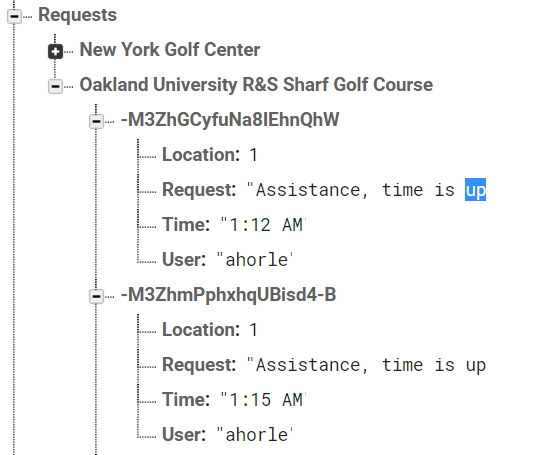 Requests
New York Golf Center
Oakland University R&S Sharf Golf Course
-M3ZhGCyfuNa8IEhnQhW
Location: 1
Request: "Assistance, time is up
Time: "1:12 AM'
User: "ahorle'
-M3ZhmPphxhqUBisd4-B
Location: 1
Request: "Assistance, time is up
Time: "1:15 AM'
User: "ahorle'